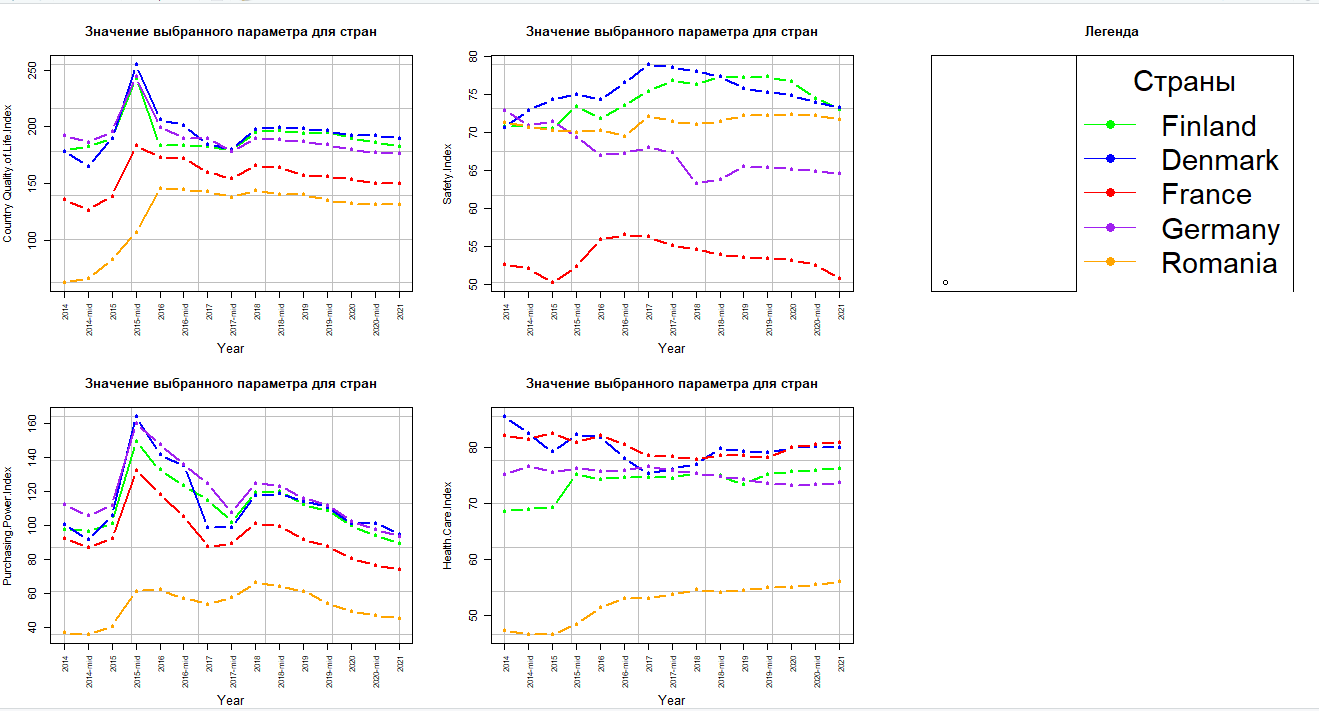 Значение выбранного параметра для стран
Country Quality.of.Life.Index
250
200
150
100
2014
2014-mid
2015
2015-mid
2016
2016-mid
2017
2017-mid
2018
2018-mid
2019
2019-mid
2020
2020-mid
2021
Year
Значение выбранного параметра для стран
Safety.Index
80
75
70
65
60
55
50
2014
2014-mid
2015
2015-mid
2016
2016-mid
2017
2017-mid
2018
2018-mid
2019
2019-mid
2020
2020-mid
2021
Year
Легенда
Страны
Finland
Denmark
France
Germany
Romania
Значение выбранного параметра для стран
Purchasing.Power.Index
160
140
120
100
80
60
40
2014
2014-mid
2015
2015-mid
2016
2016-mid
2017
2017-mid
2018
2018-mid
2019
2019-mid
2020
2020-mid
2021
Year
Значение выбранного параметра для стран
Health.Care.Index
80
70
60
50
2014
2014-mid
2015
2015-mid
2016
2016-mid
2017
2017-mid
2018
2018-mid
2019
2019-mid
2020
2020-mid
2021
Year